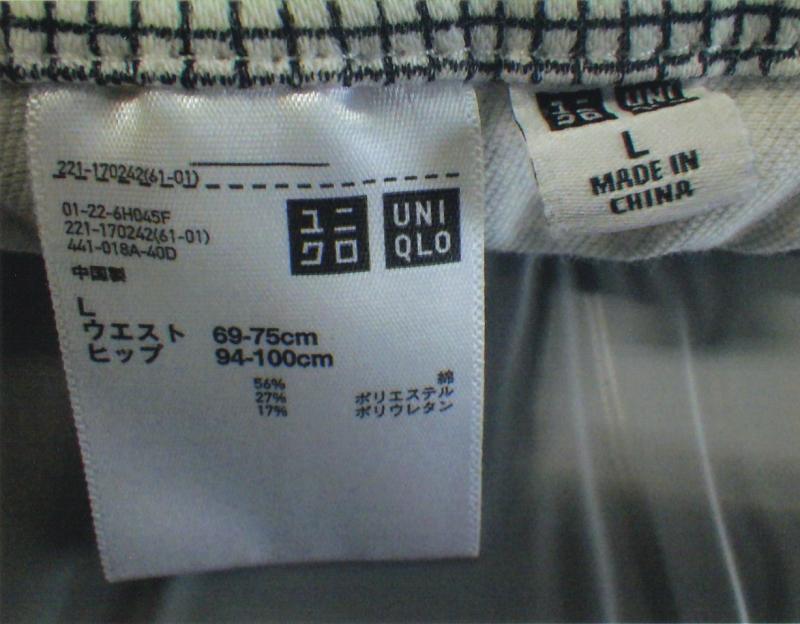 221-170242(61-01)
01-22-6H045F
221-170242(61-01)
441-018A-40D
中国製
ユニ
クロ
UNI
QLO
L
ウエスト 69-75cm
ヒップ 94-100cm
56% 綿
27% ポリエステル
17% ポリウレタン
ユニ
クロ
UNI
L
MADE IN
CHINA